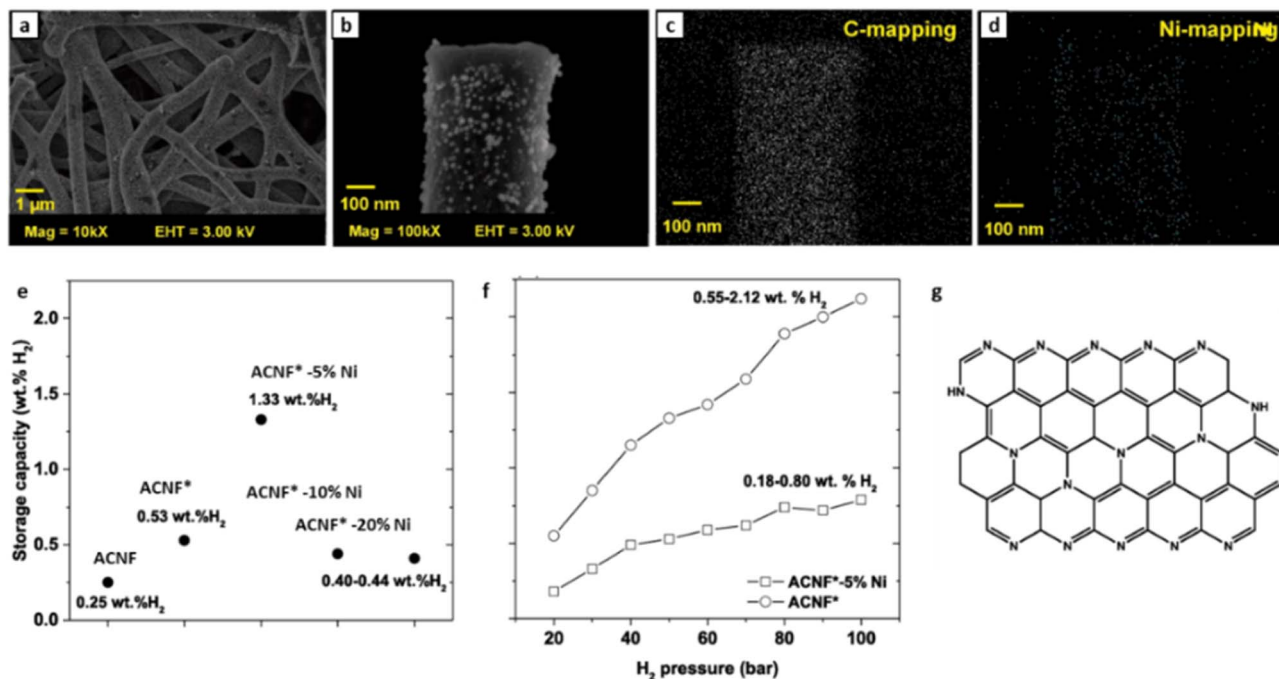 a
1 µm
Mag = 10kX EHT = 3.00 kV
b
100 nm
Mag = 100kX EHT = 3.00 kV
c
C-mapping
100 nm
d
Ni-mapping
100 nm
e
Storage capacity (wt.% H2)
2.0
1.5
1.0
0.5
0.0
ACNF
0.25 wt.%H2
ACNF*
0.53 wt.%H2
ACNF* -5% Ni
1.33 wt.%H2
ACNF* -10% Ni
ACNF* -20% Ni
0.40-0.44 wt.%H2
f
0.55-2.12 wt. % H2
0.18-0.80 wt. % H2
ACNF*-5% Ni
ACNF*
20 40 60 80 100
H2 pressure (bar)
g
N N N N N
HN
NH
N N N
N N
N N N N N